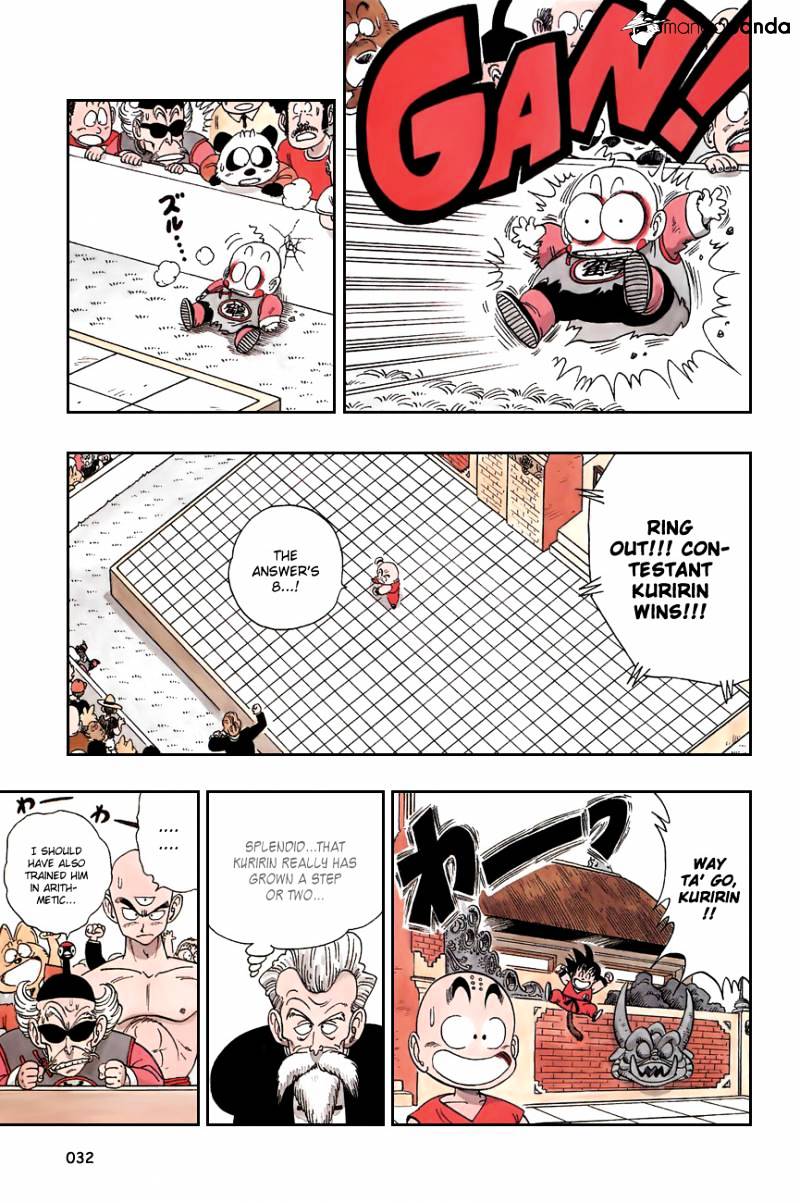 mangapanda
GAN!
ズル……
RING
OUT!!! CON-
TESTANT
KURIRIN
WINS!!!
THE
ANSWER'S
8...!
WAY
TA' GO,
KURIRIN
!!
わーっ
SPLENDID...THAT
KURIRIN REALLY HAS
GROWN A STEP
OR TWO...
....
....
わー
わー
I SHOULD
HAVE ALSO
TRAINED HIM
IN ARITH-
METIC...
032